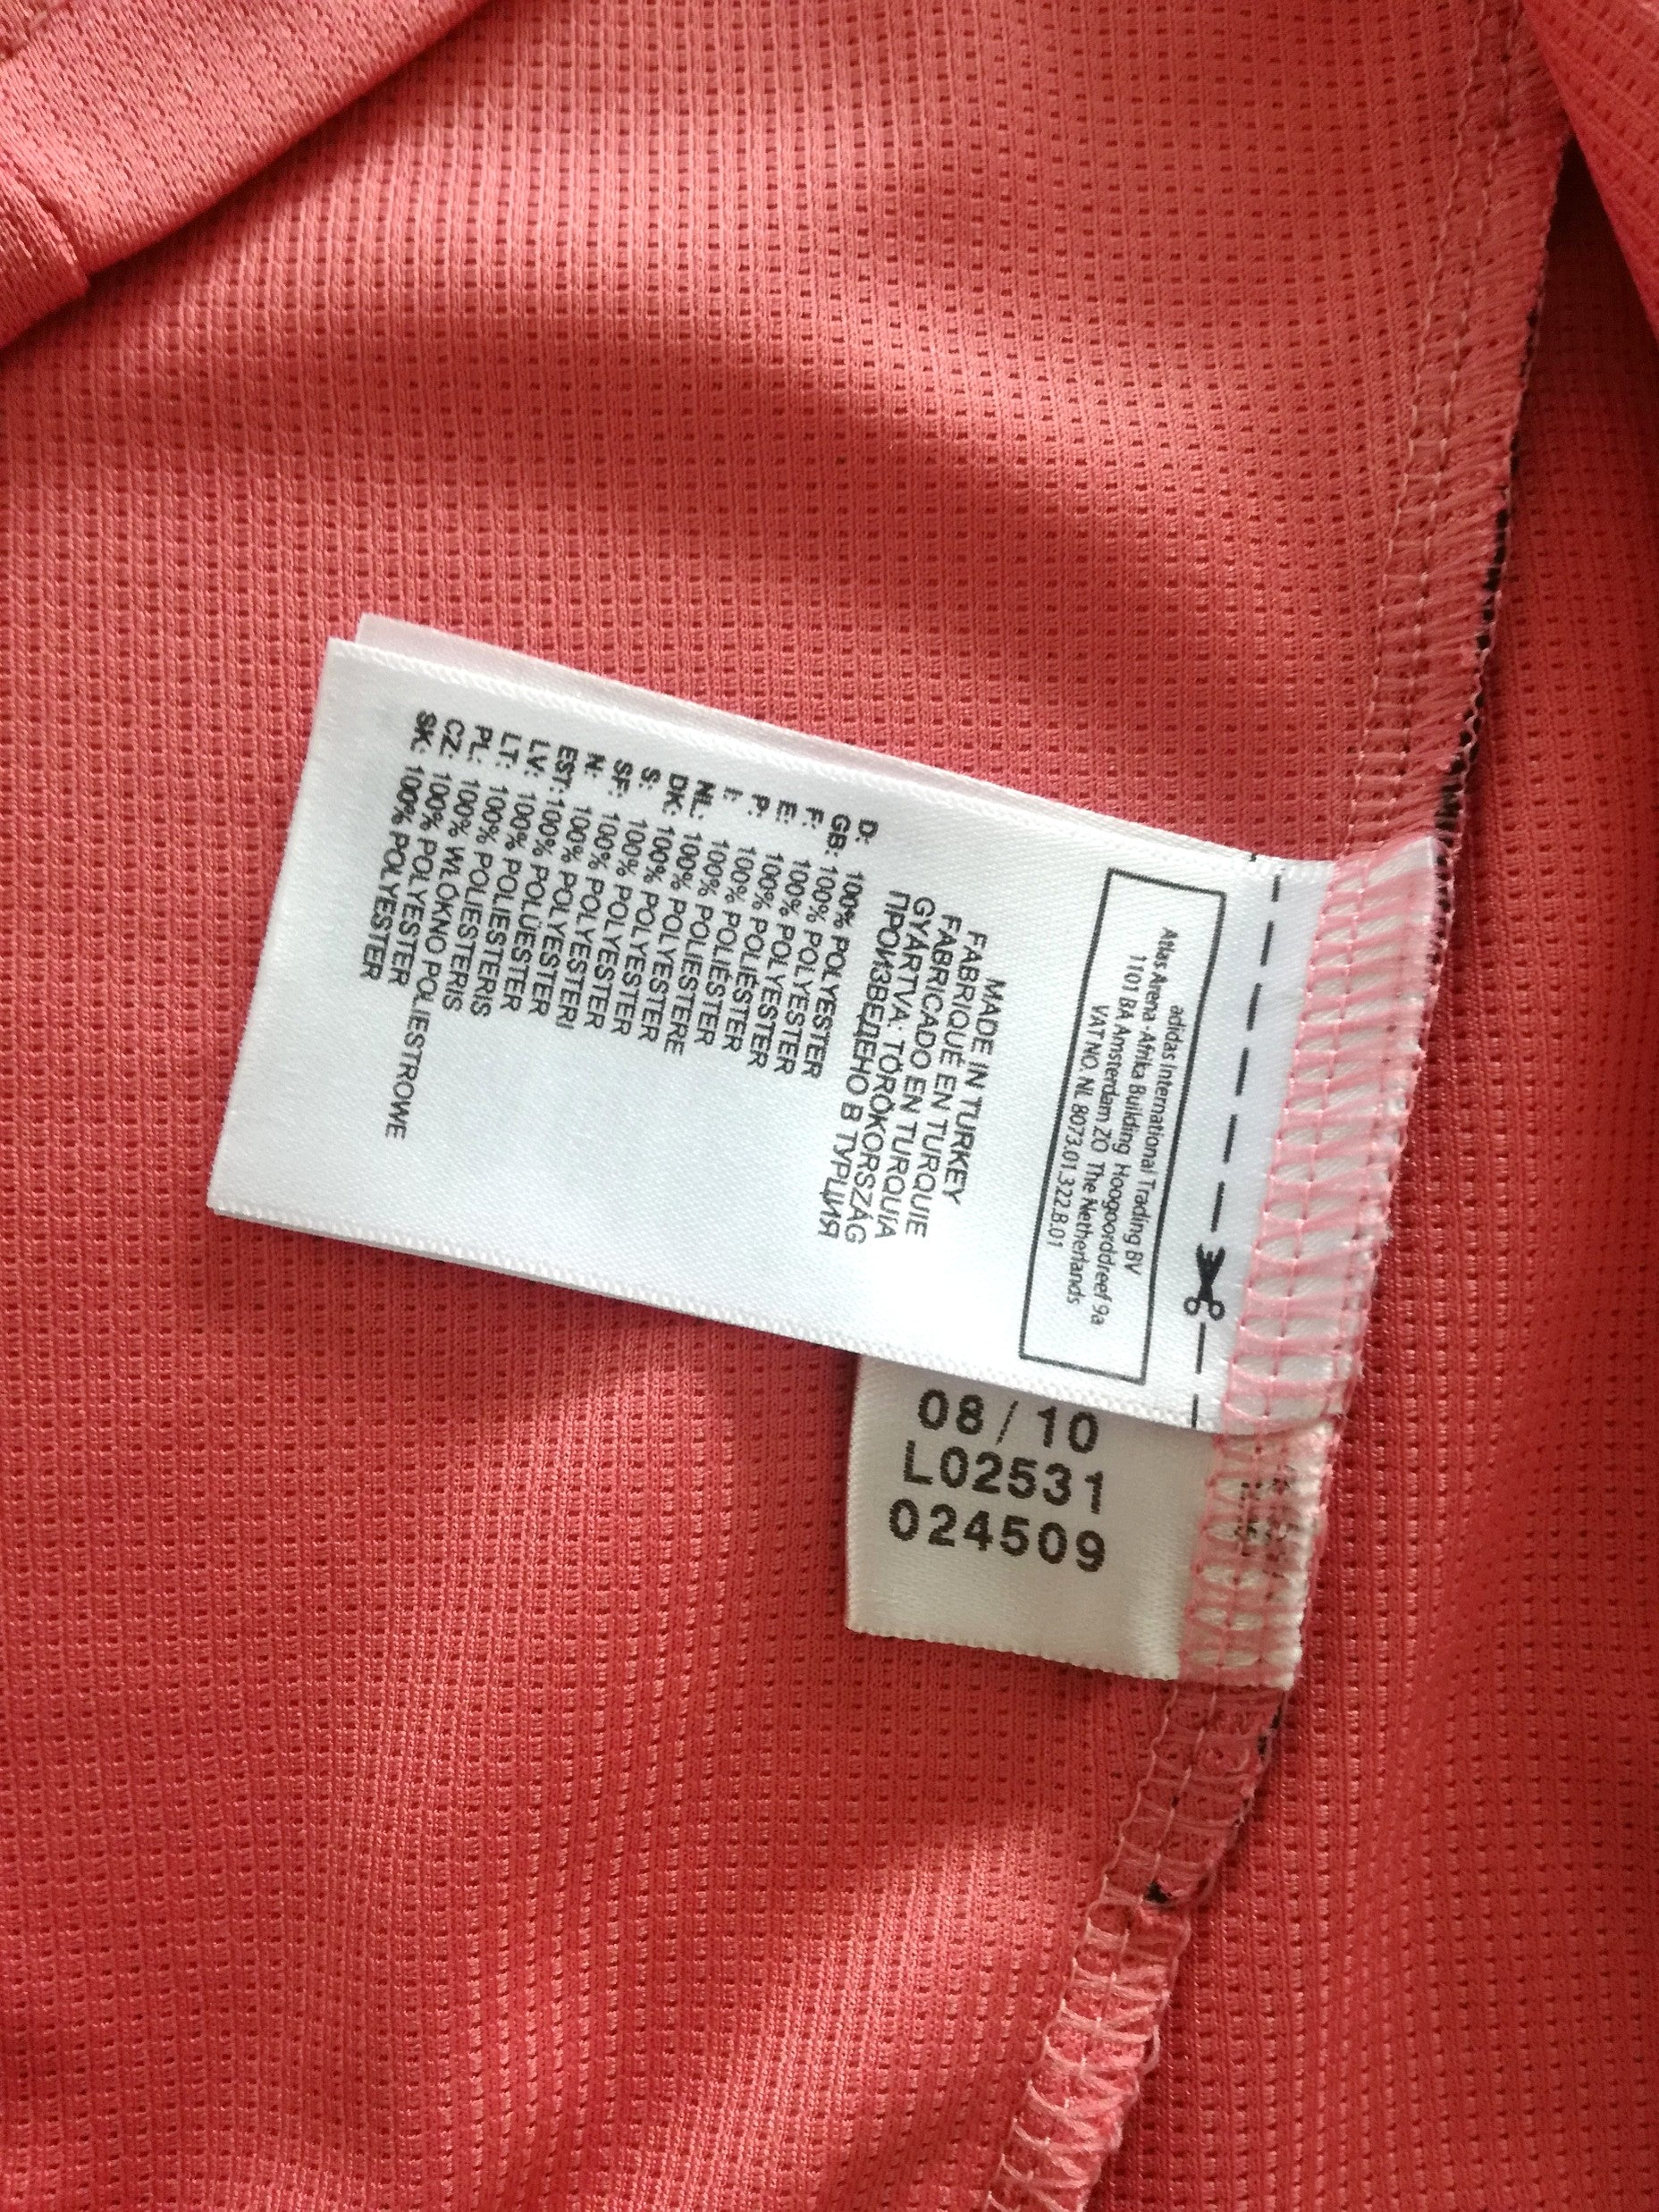 adidas International Trading BV
Atlas Arena-Afrika Building Hoogoorddreef 9a
1101 BA Amsterdam ZO The Netherlands
VAT NO. NL 8073.01.322.B.01
MADE IN TURKEY
FABRIQUÉ EN TURQUIE
FABRICADO EN TURQUIA
GYÁRTVA: TÖRÖKORSZÁG
ПРОИЗВЕДЕНО В ТУРЦИЯ
D: 100% POLYESTER
GB: 100% POLYESTER
F: 100% POLYESTER
E: 100% POLIÉSTER
P: 100% POLIÉSTER
I: 100% POLIESTERE
NL: 100% POLYESTER
DK: 100% POLYESTER
S: 100% POLYESTER
SF: 100% POLYESTERI
N: 100% POLYESTER
EST: 100% POLÜESTER
LV: 100% POLIESTERIS
LT: 100% POLIESTERIS
PL: 100% WŁÓKNO POLIESTROWE
CZ: 100% POLYESTER
SK: 100% POLYESTER
08/10
L02531
024509